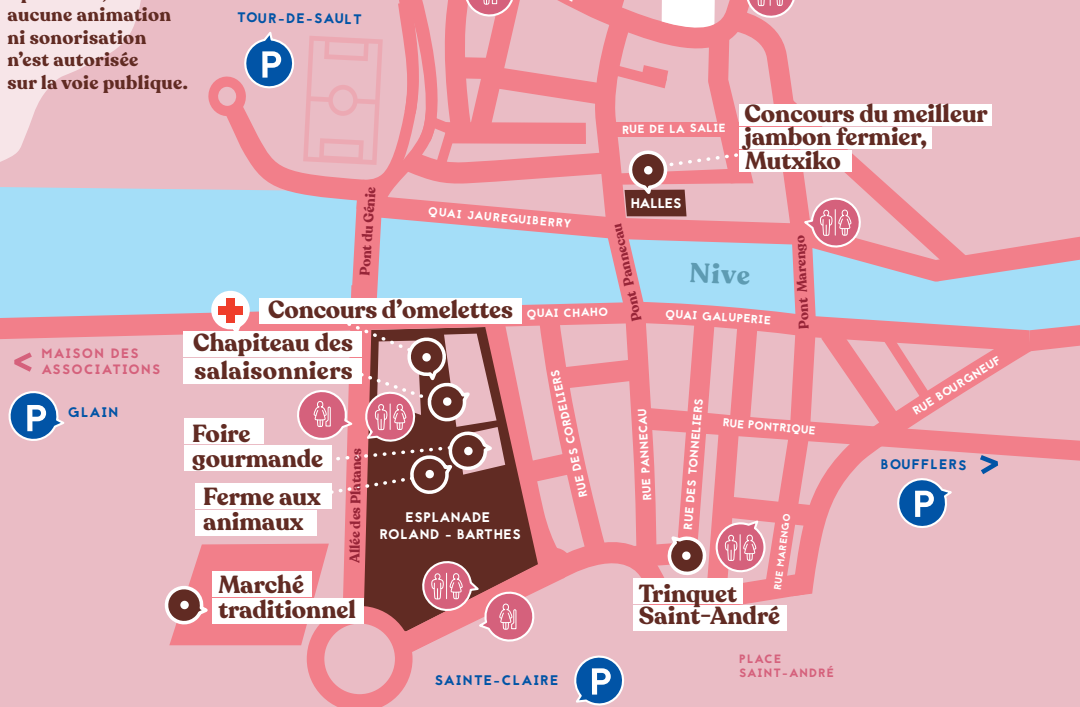 aucune animation
ni sonorisation
n'est autorisée
sur la voie publique.
TOUR-DE-SAULT
P
Concours du meilleur
jambon fermier,
Mutxiko
RUE DE LA SALIE
HALLES
Pont du Génie
QUAI JAUREGUIBERRY
Pont Pannecau
Nive
Pont Marengo
Concours d'omelettes
QUAI CHAHO
QUAI GALUPERIE
Chapiteau des
salaisonniers
< MAISON DES
ASSOCIATIONS
P
GLAIN
Foire
gourmande
Ferme aux
animaux
Allée des Platanes
ESPLANADE
ROLAND - BARTHES
RUE DES CORDELIERS
RUE PANNECAU
RUE DES TONNELIERS
RUE PONTRIQUE
RUE BOURGNEUF
BOUFFLERS >
P
RUE MARENGO
Marché
traditionnel
Trinquet
Saint-André
SAINTE-CLAIRE
P
PLACE
SAINT-ANDRÉ